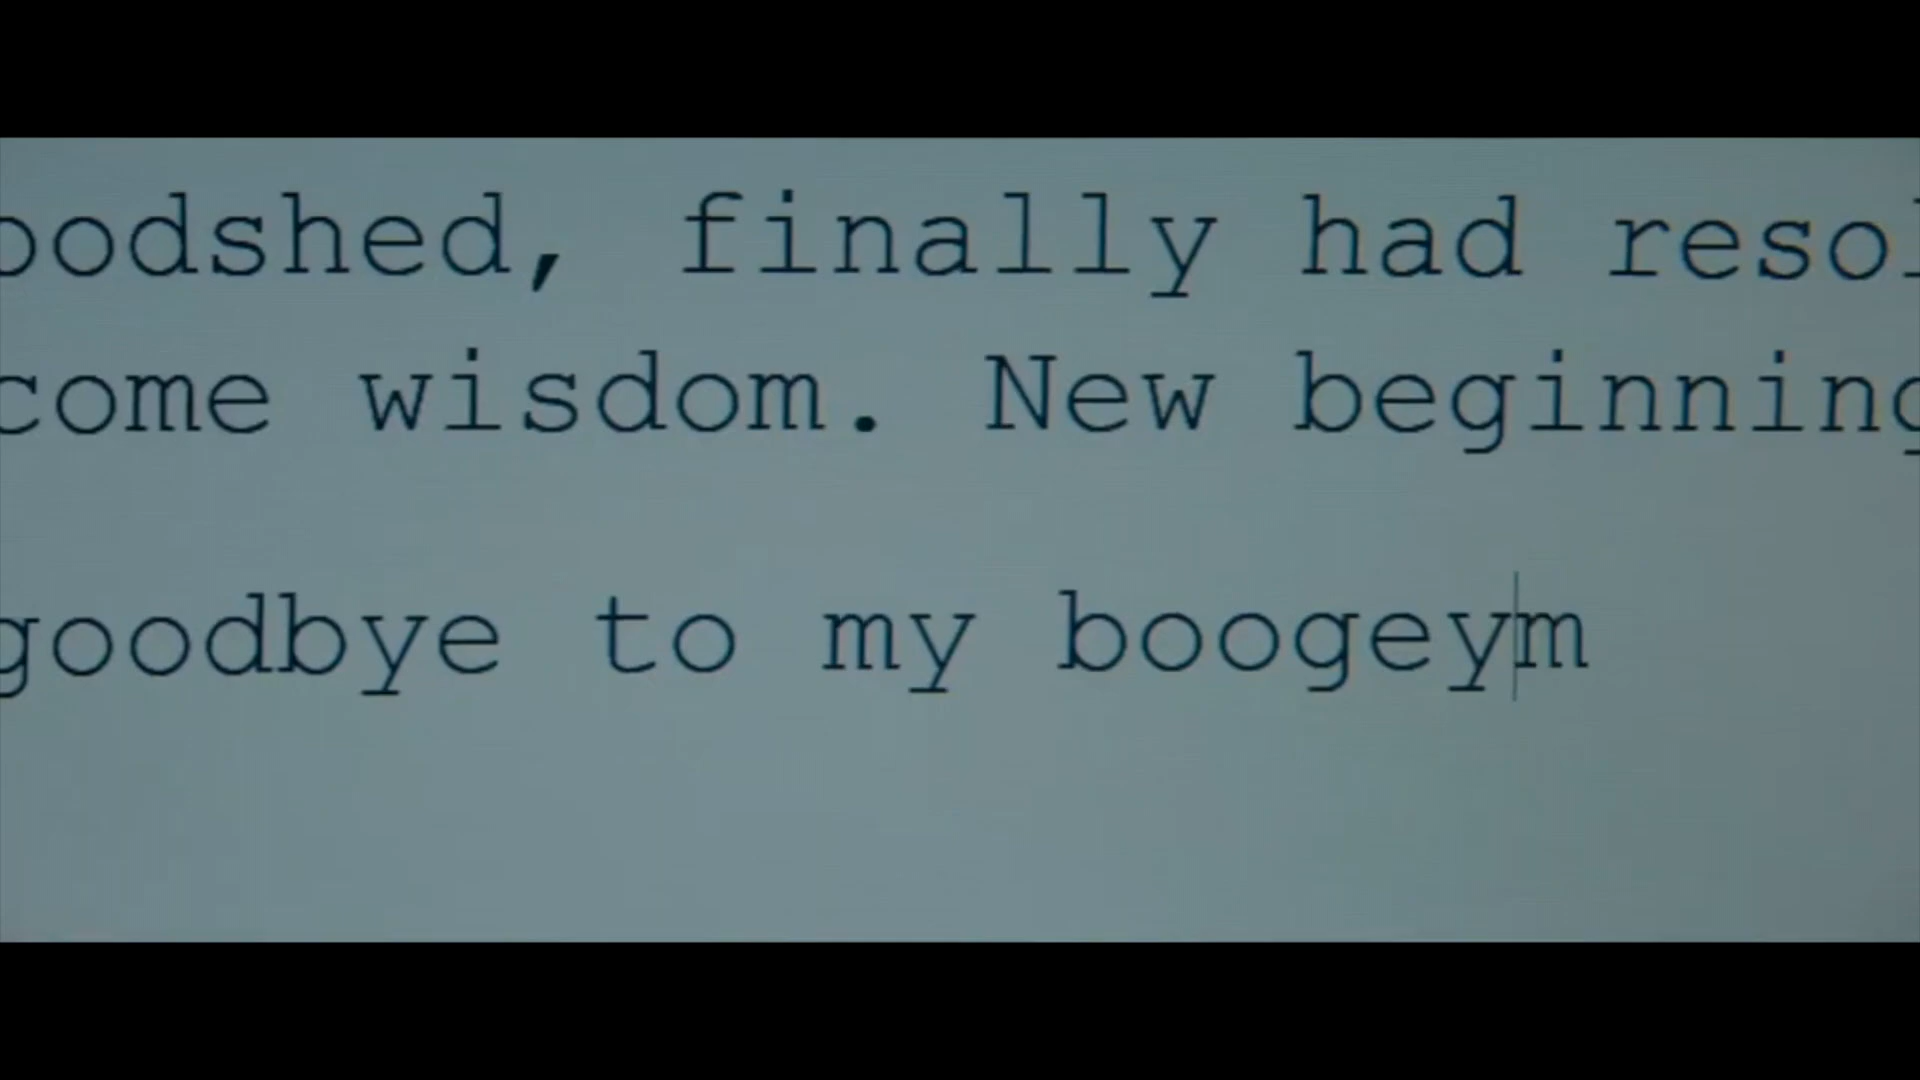 oodshed, finally had reso
come wisdom. New beginning
goodbye to my boogeym